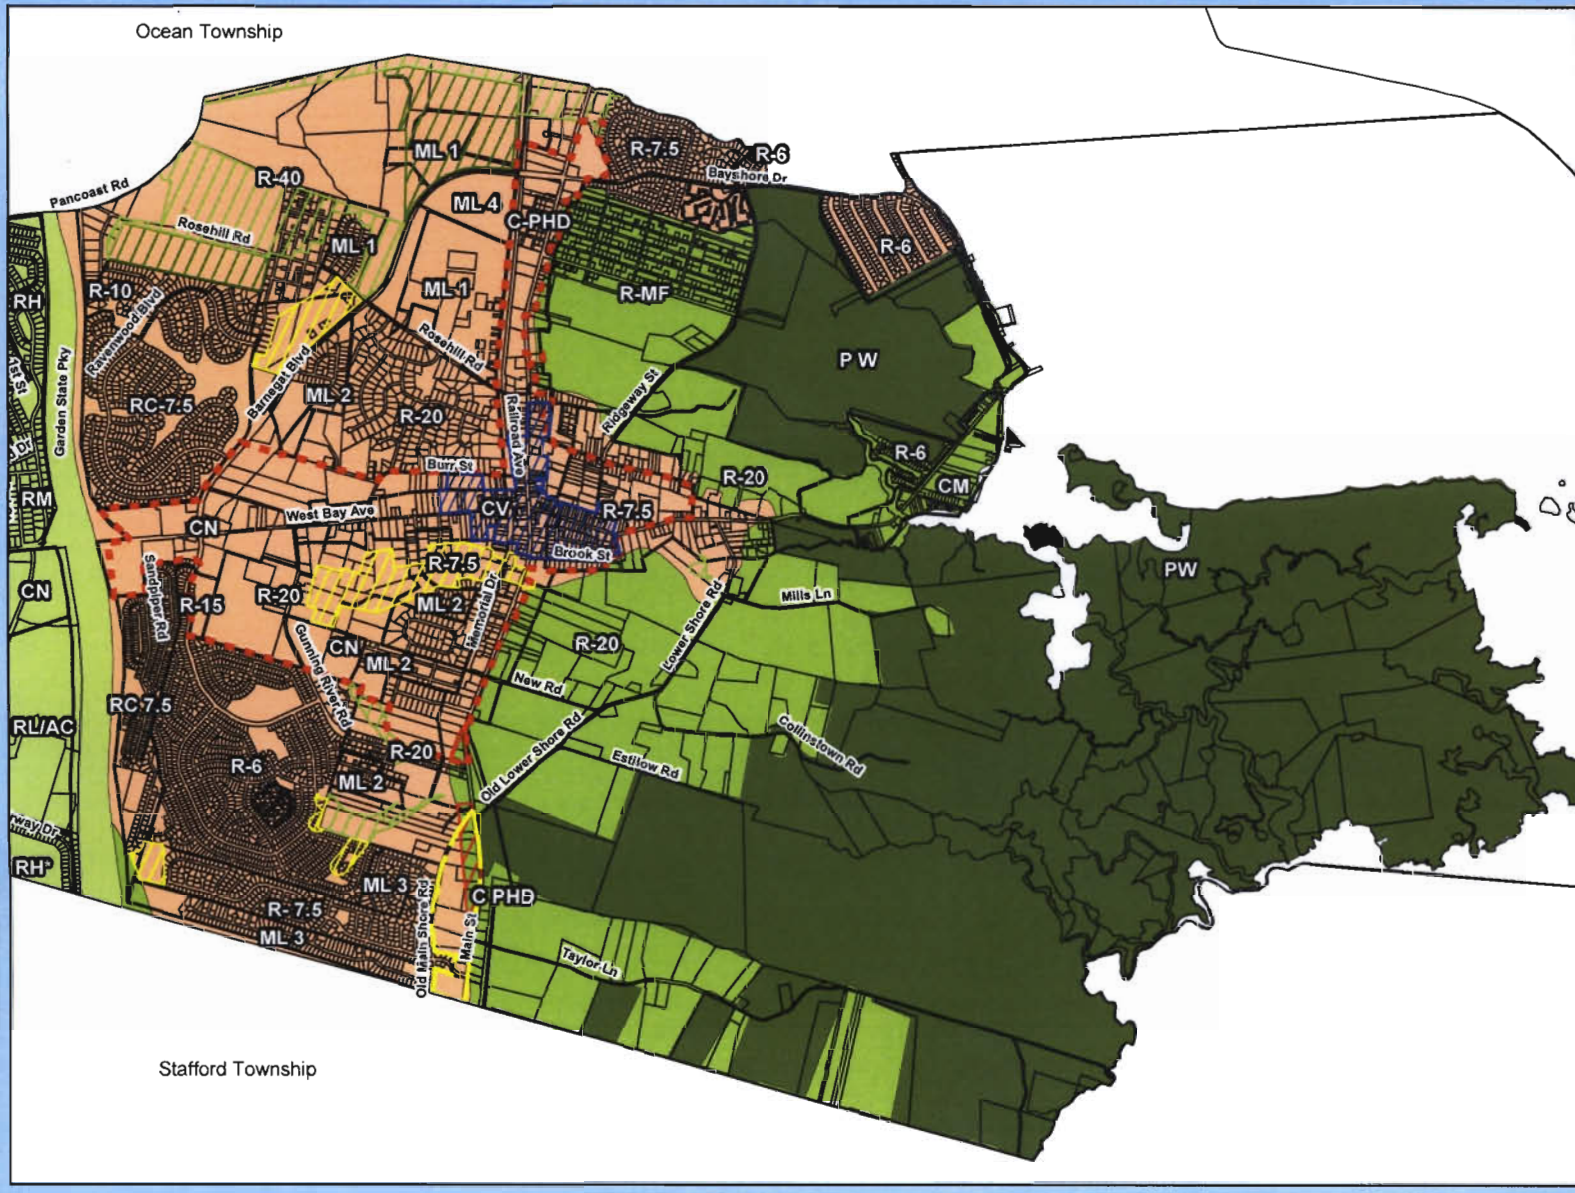 Ocean Township
ML 1
R-7.5
R-6
Bayshore Dr
R-40
Pancoast Rd
ML 4
C-PHD
Rosehill Rd
ML 1
R-6
RH
R-10
ML 1
R-MF
Ravenwood Blvd
Rosehill Rd
P W
1st St
Garden State Pky
Barnegat Blvd
ML 2
RC-7.5
R-20
Railroad Ave
Ridgeway St
Dr
Burr St
R-6
R-20
CM
RM
West Bay Ave
CV
R-7.5
CN
Brook St
R-7.5
PW
Sandpiper Rd
CN
R-15
R-20
ML 2
Memorial Dr
Mills Ln
Gunning River Rd
CN
ML 2
R-20
Lower Shore Rd
New Rd
RC-7.5
RL/AC
Old Lower Shore Rd
Collinstown Rd
R-20
R-6
ML 2
Estlow Rd
rway Dr
RH
ML 3
C PHD
R-7.5
Old Main Shore Rd
Main St
ML 3
Taylor Ln
Stafford Township